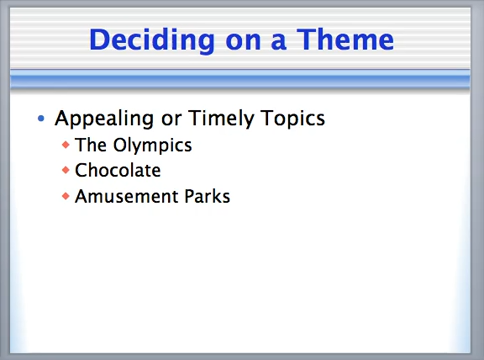 Deciding on a Theme
Appealing or Timely Topics
The Olympics
Chocolate
Amusement Parks